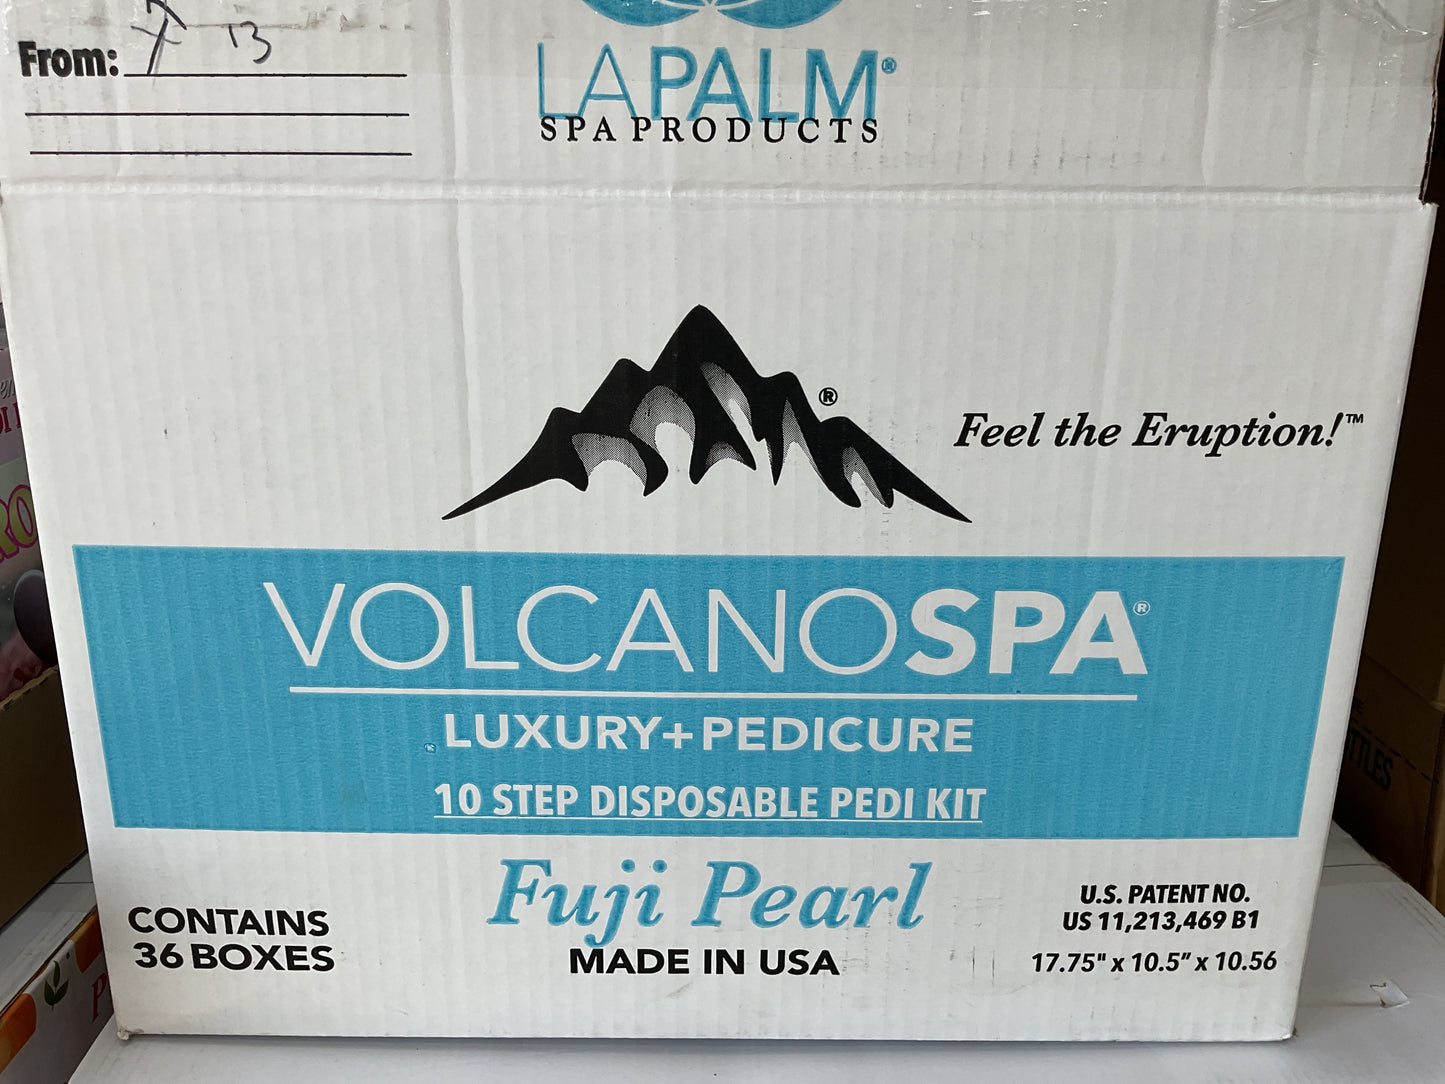 From: 13
LAPALM®
SPA PRODUCTS
®
Feel the Eruption!™
VOLCANOSPA®
LUXURY+PEDICURE
10 STEP DISPOSABLE PEDI KIT
Fuji Pearl
MADE IN USA
CONTAINS
36 BOXES
U.S. PATENT NO.
US 11,213,469 B1
17.75" x 10.5" x 10.56